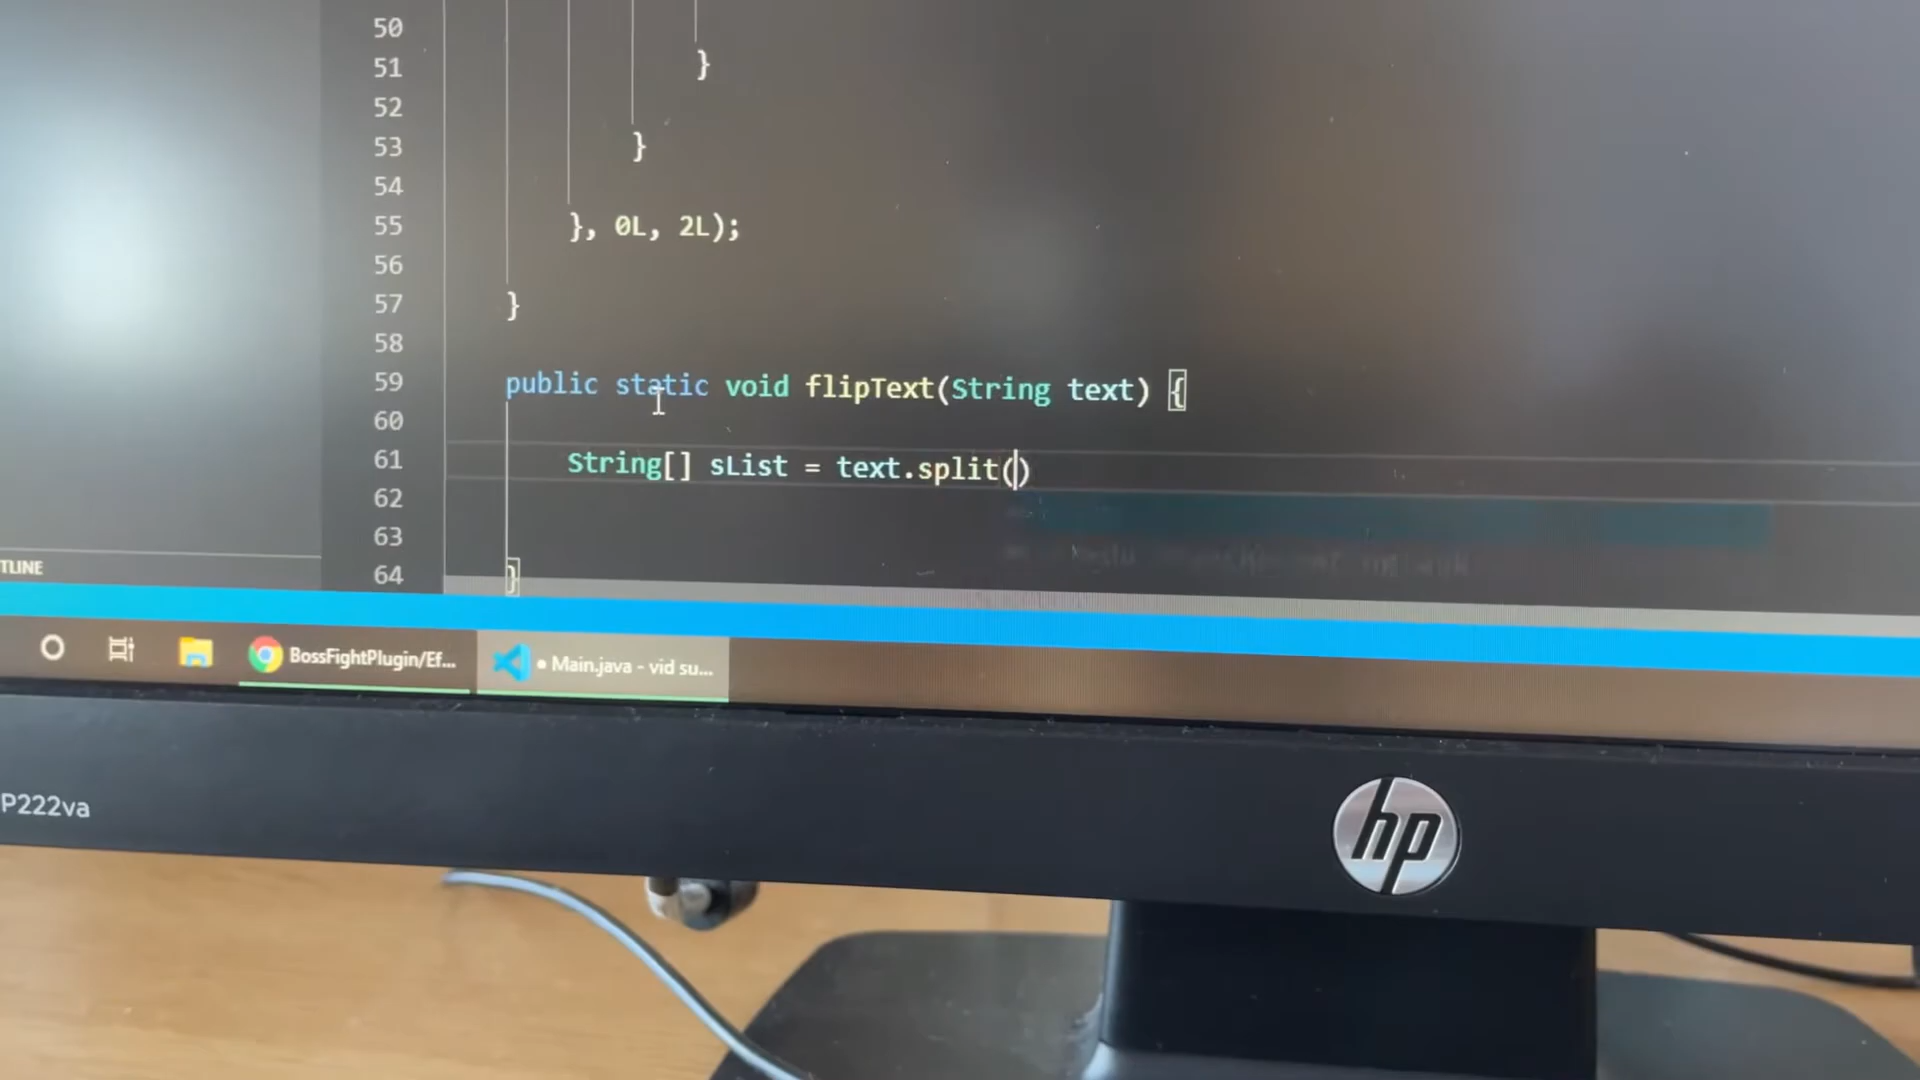 50
51 }
52
53 }
54
55 }, 0L, 2L);
56
57 }
58
59 public static void flipText(String text) {
60
61 String[] sList = text.split()
62
63
64 }
TLINE
BossFightPlugin/Ef...
● Main.java - vid su...
P222va
hp